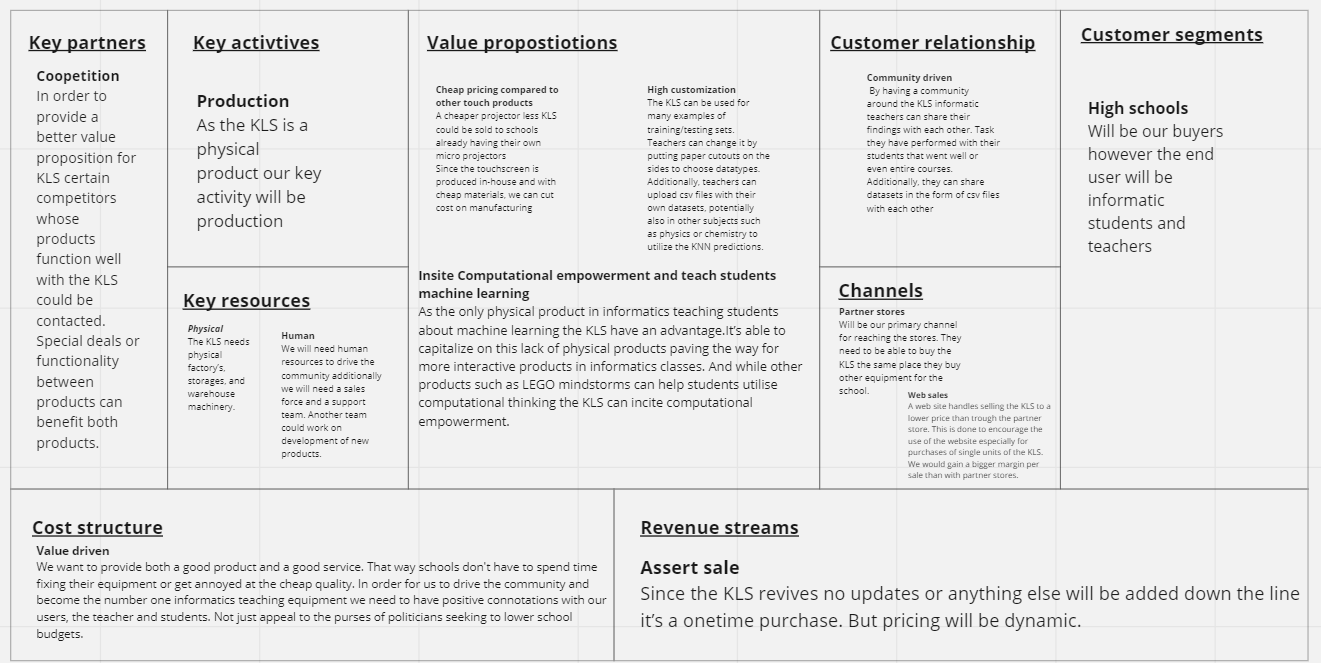 Key partners
Coopetition
In order to
provide a
better value
proposition for
KLS certain
competitors
whose
products
function well
with the KLS
could be
contacted.
Special deals or
functionality
between
products can
benefit both
products.
Key activtives
Production
As the KLS is a
physical
product our key
activity will be
production
Key resources
Physical
The KLS needs
physical
factory's,
storages, and
warehouse
machinery.
Human
We will need human
resources to drive the
community additionally
we will need a sales
force and a support
team. Another team
could work on
development of new
products.
Value propostiotions
Cheap pricing compared to
other touch products
A cheaper projector less KLS
could be sold to schools
already having their own
micro projectors
Since the touchscreen is
produced in-house and with
cheap materials, we can cut
cost on manufacturing
High customization
The KLS can be used for
many examples of
training/testing sets.
Teachers can change it by
putting paper cutouts on the
sides to choose datatypes.
Additionally, teachers can
upload csv files with their
own datasets, potentially
also in other subjects such
as physics or chemistry to
utilize the KNN predictions.
Insite Computational empowerment and teach students
machine learning
As the only physical product in informatics teaching students
about machine learning the KLS have an advantage.It's able to
capitalize on this lack of physical products paving the way for
more interactive products in informatics classes. And while other
products such as LEGO mindstorms can help students utilise
computational thinking the KLS can incite computational
empowerment.
Customer relationship
Community driven
By having a community
around the KLS informatic
teachers can share their
findings with each other. Task
they have performed with their
students that went well or
even entire courses.
Additionally, they can share
datasets in the form of csv files
with each other
Channels
Partner stores
Will be our primary channel
for reaching the stores. They
need to be able to buy the
KLS the same place they buy
other equipment for the
school.
Web sales
A web site handles selling the KLS to a
lower price than trough the partner
store. This is done to encourage the
use of the website especially for
purchases of single units of the KLS.
We would gain a bigger margin per
sale than with partner stores.
Customer segments
High schools
Will be our buyers
however the end
user will be
informatic
students and
teachers
Cost structure
Value driven
We want to provide both a good product and a good service. That way schools don't have to spend time
fixing their equipment or get annoyed at the cheap quality. In order for us to drive the community and
become the number one informatics teaching equipment we need to have positive connotations with our
users, the teacher and students. Not just appeal to the purses of politicians seeking to lower school
budgets.
Revenue streams
Assert sale
Since the KLS revives no updates or anything else will be added down the line
it's a onetime purchase. But pricing will be dynamic.